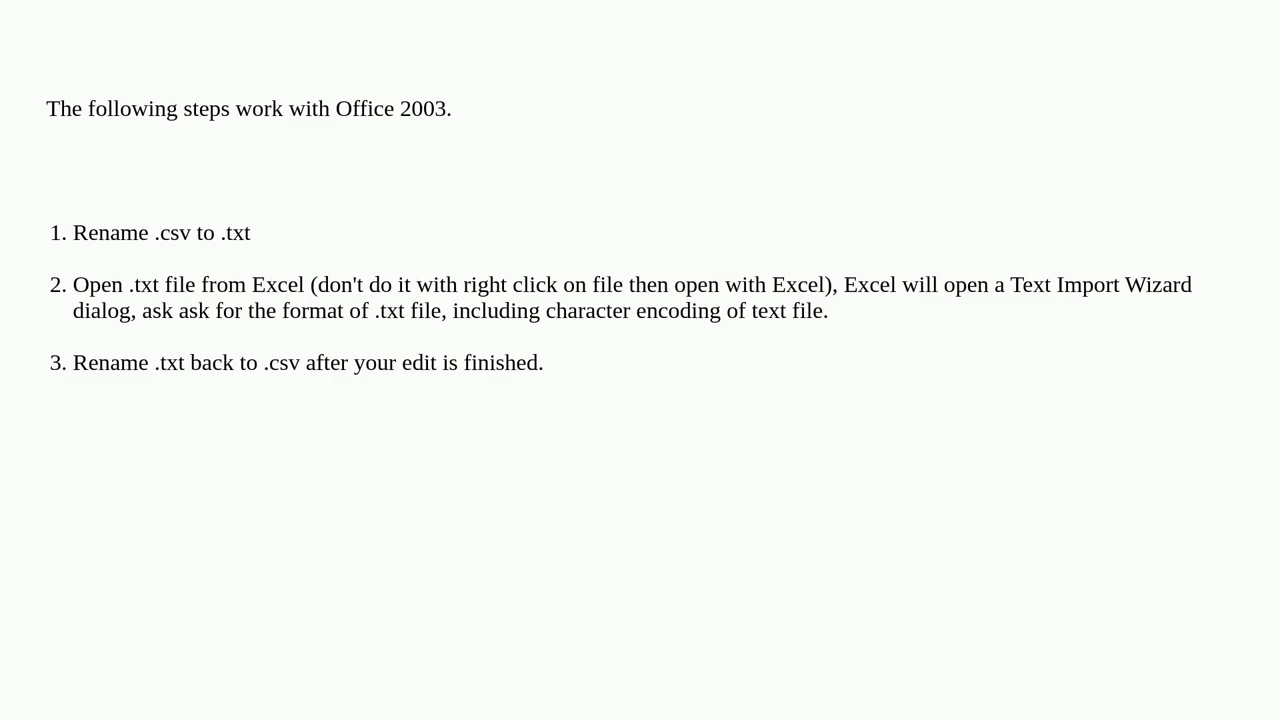 The following steps work with Office 2003.
1. Rename .csv to .txt
2. Open .txt file from Excel (don't do it with right click on file then open with Excel), Excel will open a Text Import Wizard
dialog, ask ask for the format of .txt file, including character encoding of text file.
3. Rename .txt back to .csv after your edit is finished.